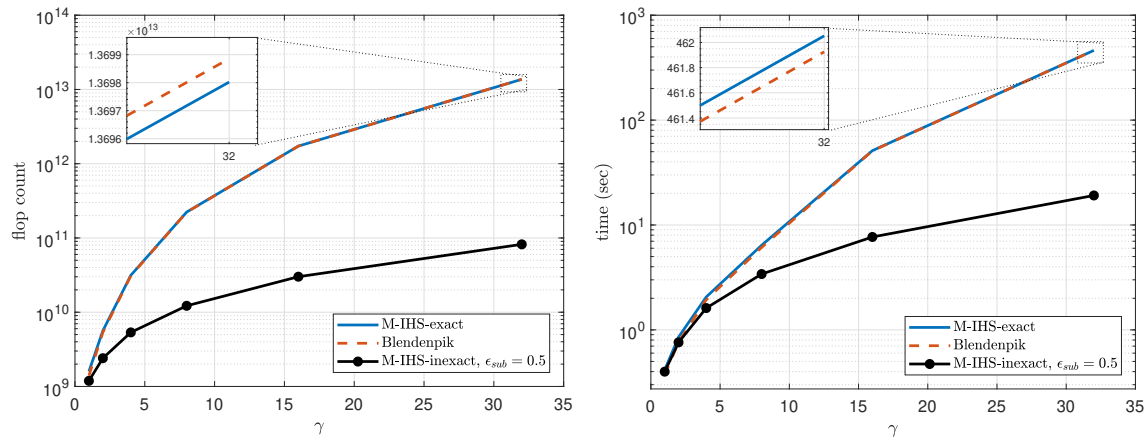 10^14
10^13
10^12
10^11
10^10
10^9
flop count
×10^13
1.3699
1.3698
1.3697
1.3696
32
M-IHS-exact
Blendenpik
M-IHS-inexact, ϵ_sub = 0.5
0 5 10 15 20 25 30 35
γ
10^3
10^2
10^1
10^0
time (sec)
462
461.8
461.6
461.4
32
M-IHS-exact
Blendenpik
M-IHS-inexact, ϵ_sub = 0.5
0 5 10 15 20 25 30 35
γ